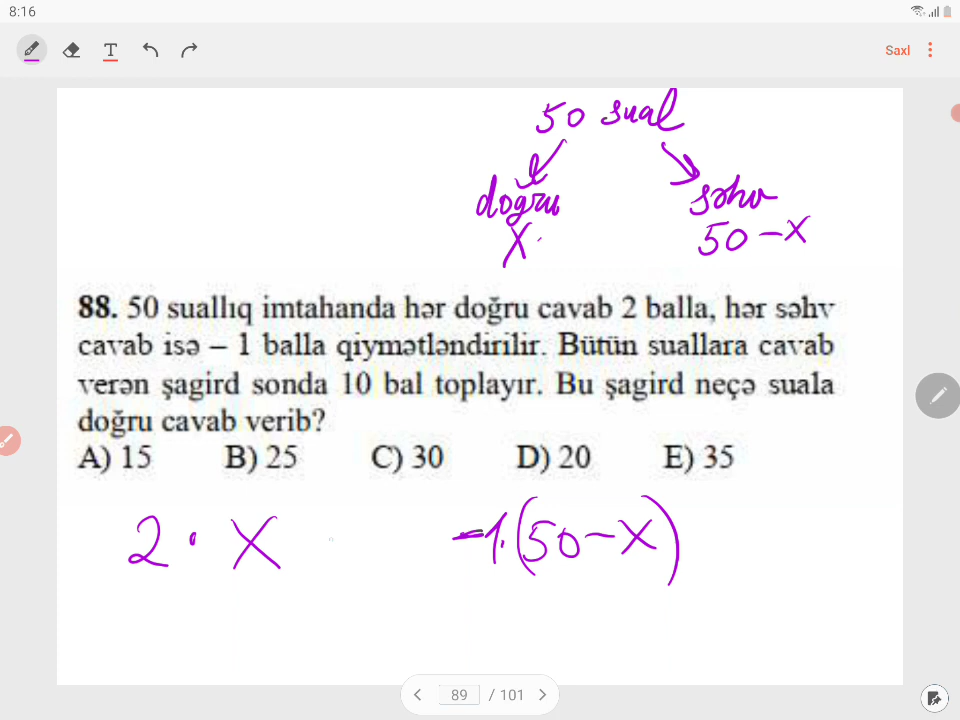 8:16
T
Saxl
50 sual
doğru səhv
X 50-X
88. 50 suallıq imtahanda hər doğru cavab 2 balla, hər səhv
cavab isə – 1 balla qiymətləndirilir. Bütün suallara cavab
verən şagird sonda 10 bal toplayır. Bu şagird neçə suala
doğru cavab verib?
A) 15 B) 25 C) 30 D) 20 E) 35
2 · X -1·(50-X)
89 / 101